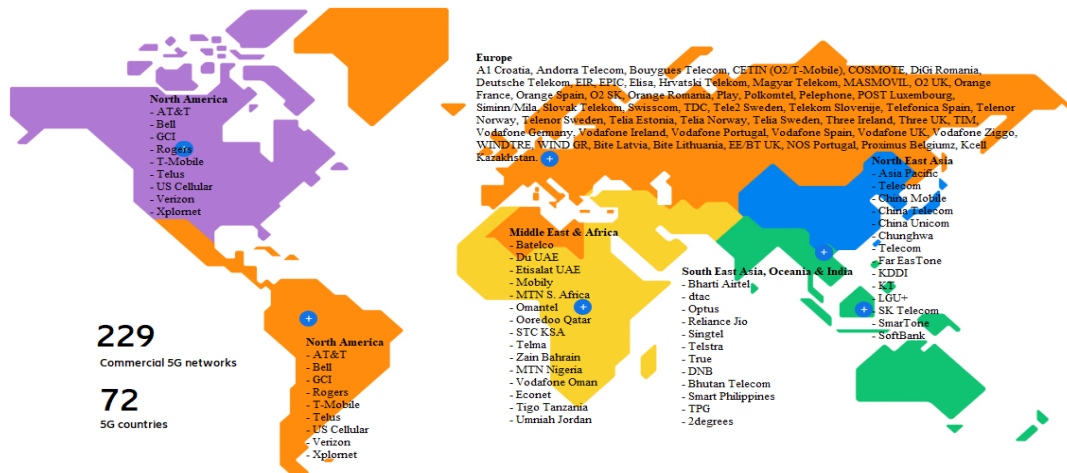 Europe
A1 Croatia, Andorra Telecom, Bouygues Telecom, CETIN (O2/T-Mobile), COSMOTE, DiGi Romania,
Deutsche Telekom, EIR, EPIC, Elisa, Hrvatski Telekom, Magyar Telekom, MASMOVIL, O2 UK, Orange
France, Orange Spain, O2 SK, Orange Romania, Play, Polkomtel, Pelephone, POST Luxembourg,
Siminn/Mila, Slovak Telekom, Swisscom, TDC, Tele2 Sweden, Telekom Slovenije, Telefonica Spain, Telenor
Norway, Telenor Sweden, Telia Estonia, Telia Norway, Telia Sweden, Three Ireland, Three UK, TIM,
Vodafone Germany, Vodafone Ireland, Vodafone Portugal, Vodafone Spain, Vodafone UK, Vodafone Ziggo,
WINDTRE, WIND GR, Bite Latvia, Bite Lithuania, EE/BT UK, NOS Portugal, Proximus Belgiumz, Kcell
Kazakhstan.
North America
- AT&T
- Bell
- GCI
- Rogers
- T-Mobile
- Telus
- US Cellular
- Verizon
- Xplornet
North East Asia
- Asia Pacific
- Telecom
- China Mobile
- China Telecom
- China Unicom
- Chunghwa
- Telecom
- Far EasTone
- KDDI
- KT
- LGU+
- SK Telecom
- SmarTone
- SoftBank
Middle East & Africa
- Batelco
- Du UAE
- Etisalat UAE
- Mobily
- MTN S. Africa
- Omantel
- Ooredoo Qatar
- STC KSA
- Telma
- Zain Bahrain
- MTN Nigeria
- Vodafone Oman
- Econet
- Tigo Tanzania
- Umniah Jordan
South East Asia, Oceania & India
- Bharti Airtel
- dtac
- Optus
- Reliance Jio
- Singtel
- Telstra
- True
- DNB
- Bhutan Telecom
- Smart Philippines
- TPG
- 2degrees
229
Commercial 5G networks
72
5G countries
North America
- AT&T
- Bell
- GCI
- Rogers
- T-Mobile
- Telus
- US Cellular
- Verizon
- Xplornet